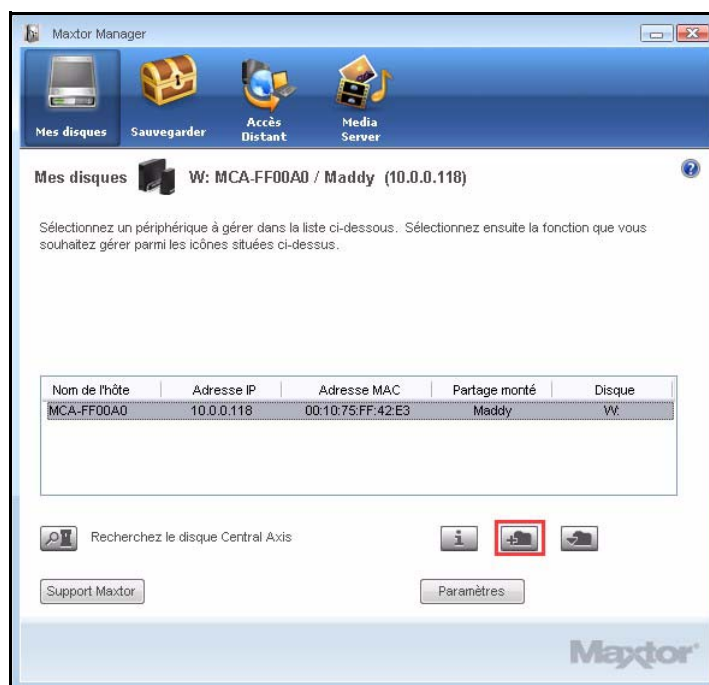 Maxtor Manager
Mes disques
Sauvegarder
Accès
Distant
Media
Server
Mes disques W: MCA-FF00A0 / Maddy (10.0.0.118)
Sélectionnez un périphérique à gérer dans la liste ci-dessous. Sélectionnez ensuite la fonction que vous
souhaitez gérer parmi les icônes situées ci-dessus.
Nom de l'hôte Adresse IP Adresse MAC Partage monté Disque
MCA-FF00A0 10.0.0.118 00:10:75:FF:42:E3 Maddy W:
Recherchez le disque Central Axis
Support Maxtor Paramètres
Maxtor